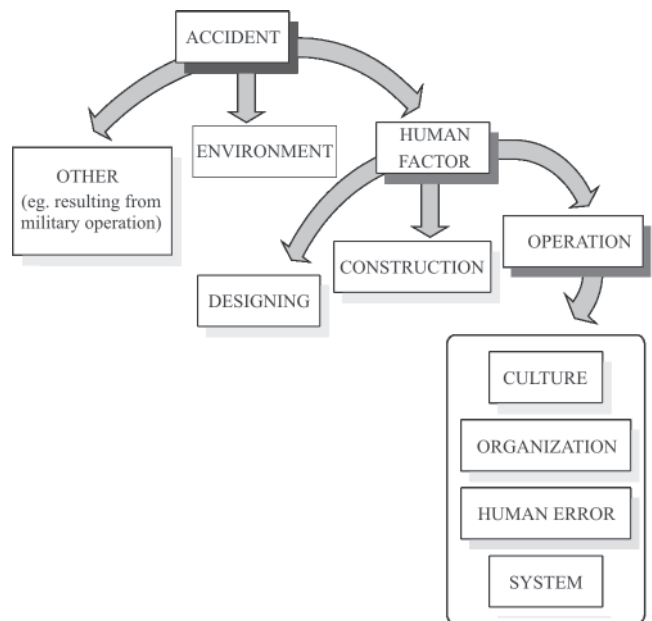 ACCIDENT
ENVIRONMENT
HUMAN
FACTOR
OTHER
(eg. resulting from
military operation)
OPERATION
CONSTRUCTION
DESIGNING
CULTURE
ORGANIZATION
HUMAN ERROR
SYSTEM